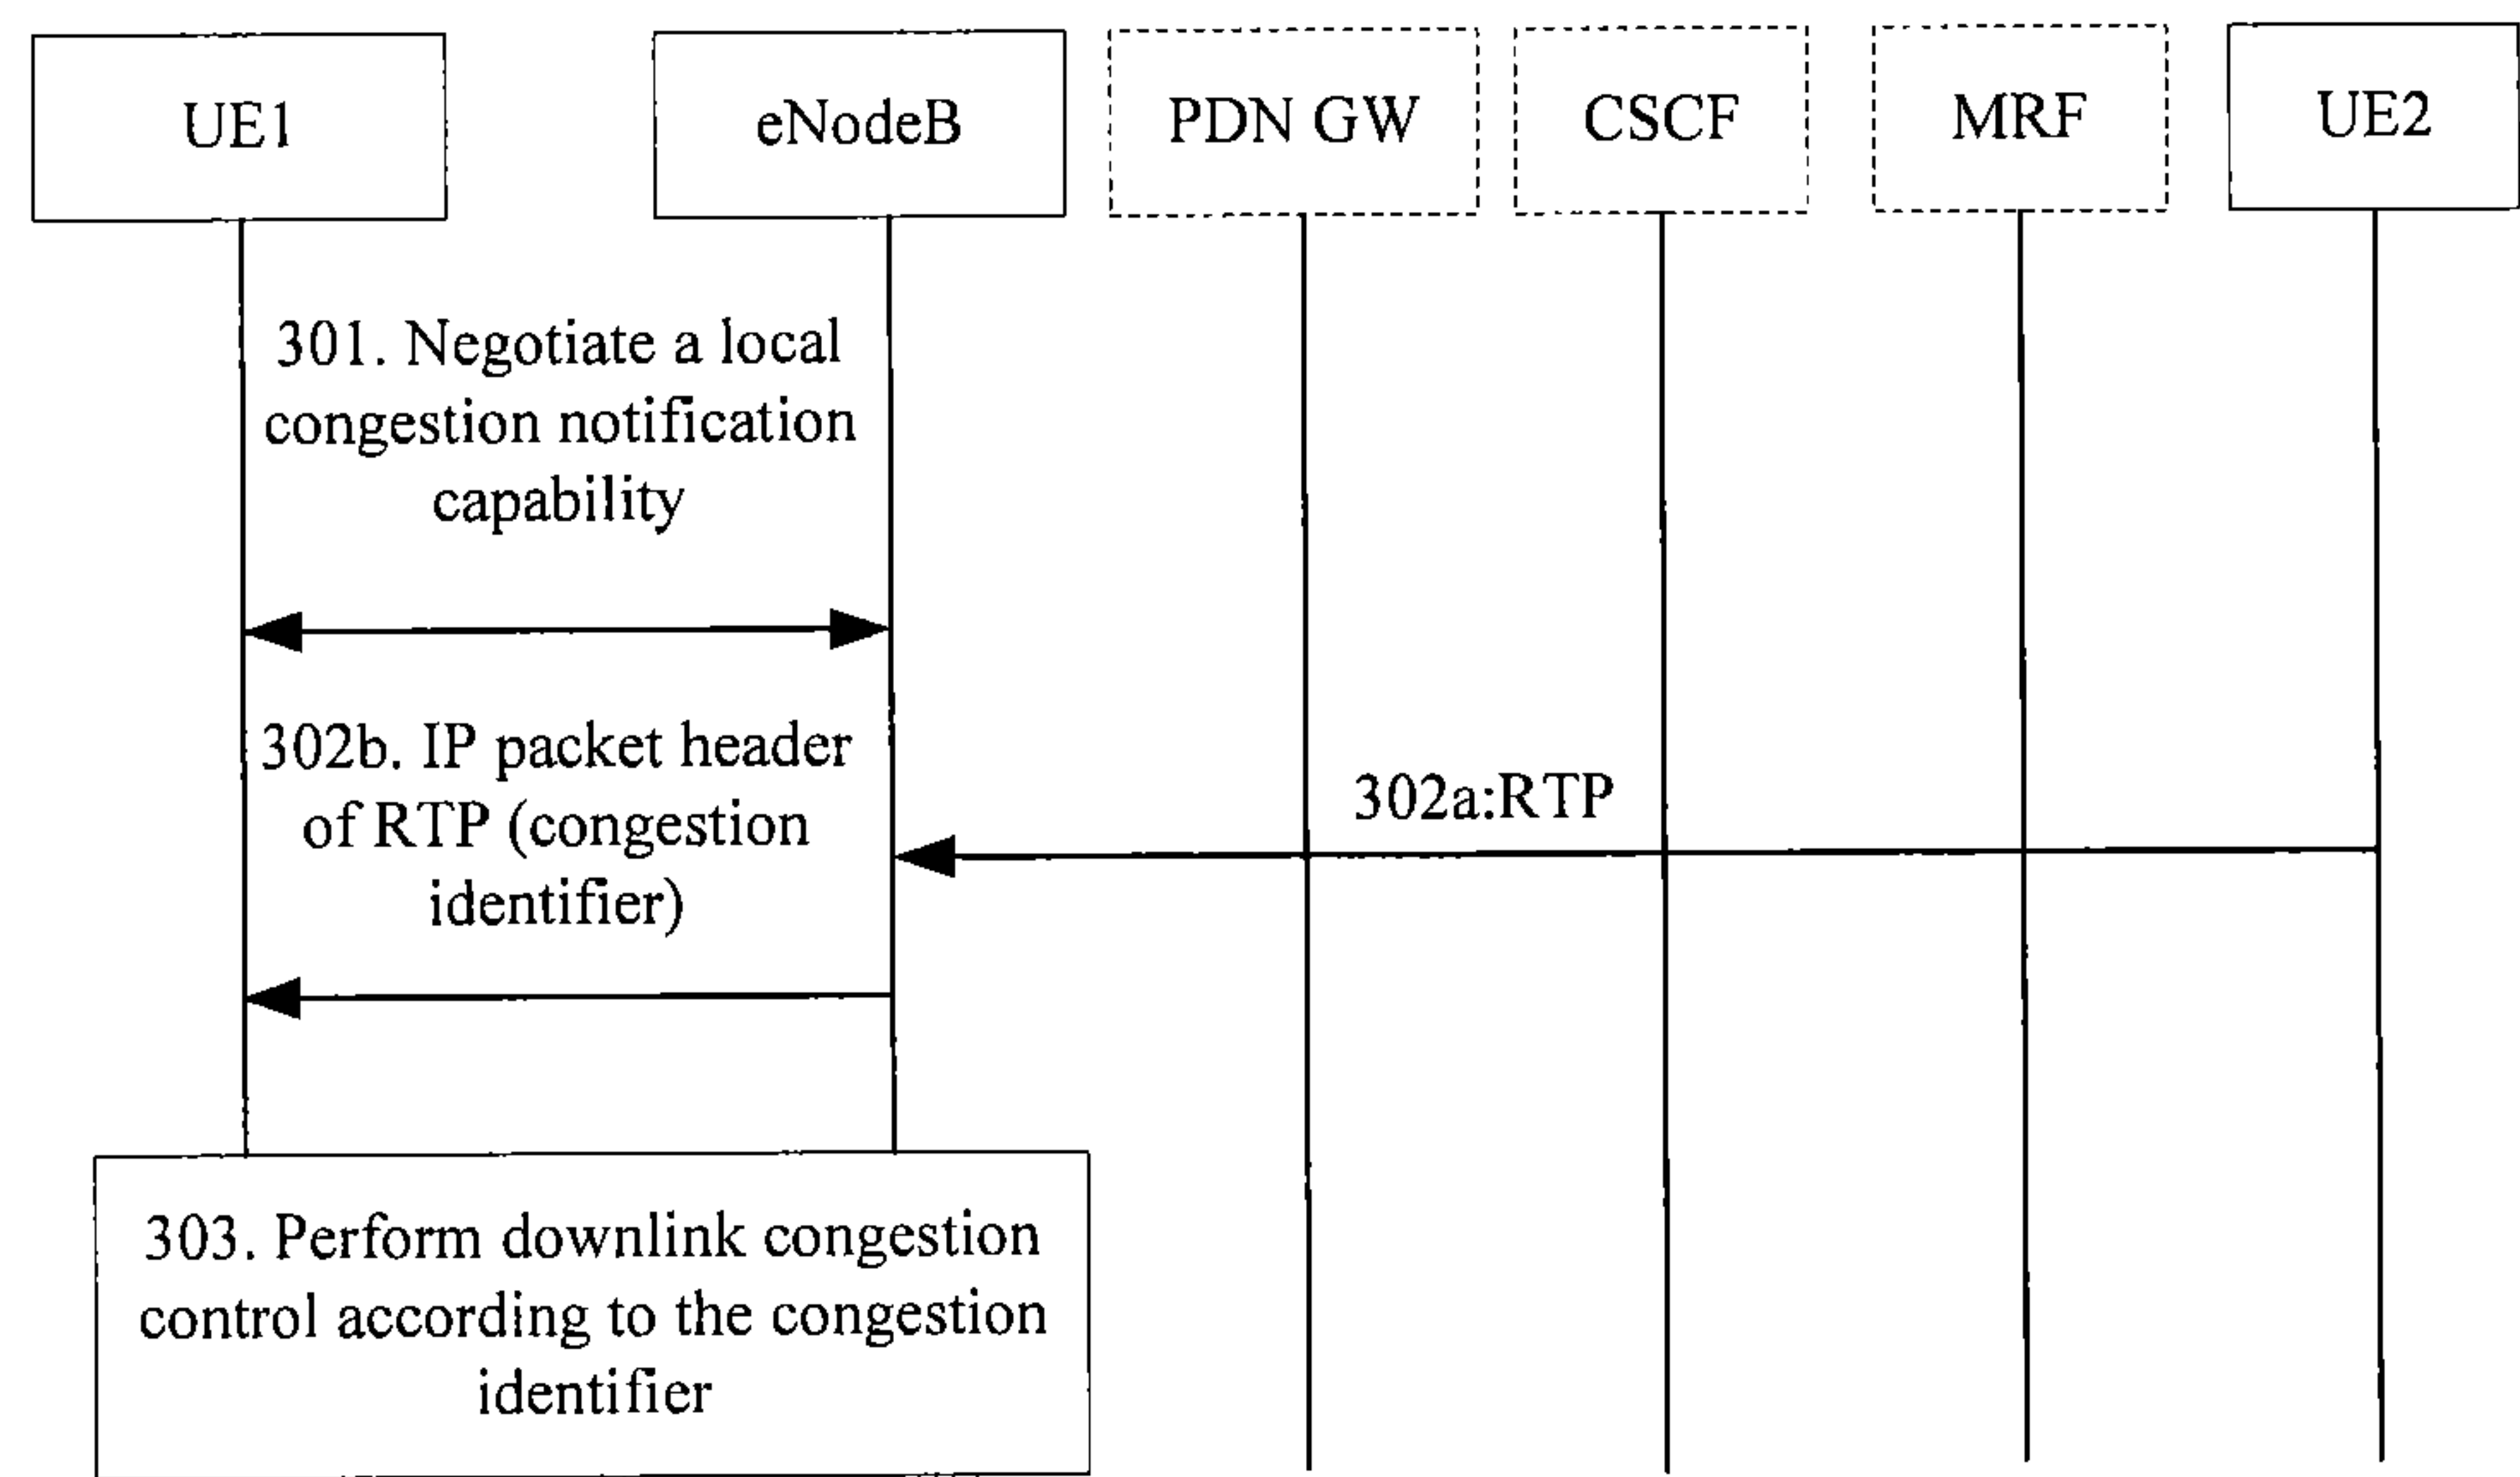 UE1
eNodeB
PDN GW
CSCF
MRF
UE2
301. Negotiate a local
congestion notification
capability
302b. IP packet header
of RTP (congestion
identifier)
302a:RTP
303. Perform downlink congestion
control according to the congestion
identifier